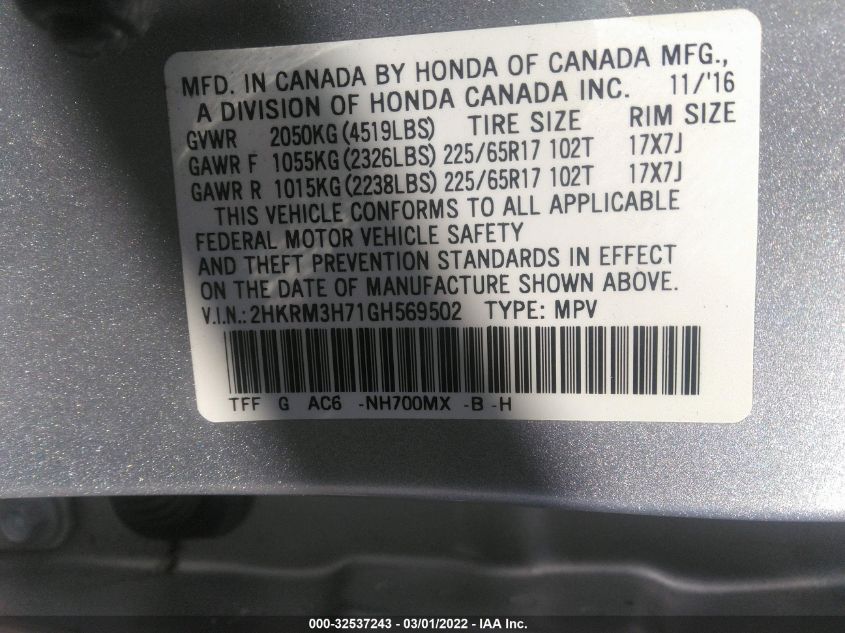 MFD. IN CANADA BY HONDA OF CANADA MFG.,
A DIVISION OF HONDA CANADA INC. 11/'16
GVWR 2050KG(4519LBS) TIRE SIZE RIM SIZE
GAWR F 1055KG(2326LBS) 225/65R17 102T 17X7J
GAWR R 1015KG(2238LBS) 225/65R17 102T 17X7J
THIS VEHICLE CONFORMS TO ALL APPLICABLE
FEDERAL MOTOR VEHICLE SAFETY
AND THEFT PREVENTION STANDARDS IN EFFECT
ON THE DATE OF MANUFACTURE SHOWN ABOVE.
V.I.N.: 2HKRM3H71GH569502 TYPE: MPV
TFF G AC6 -NH700MX -B -H
000-32537243 - 03/01/2022 - IAA Inc.